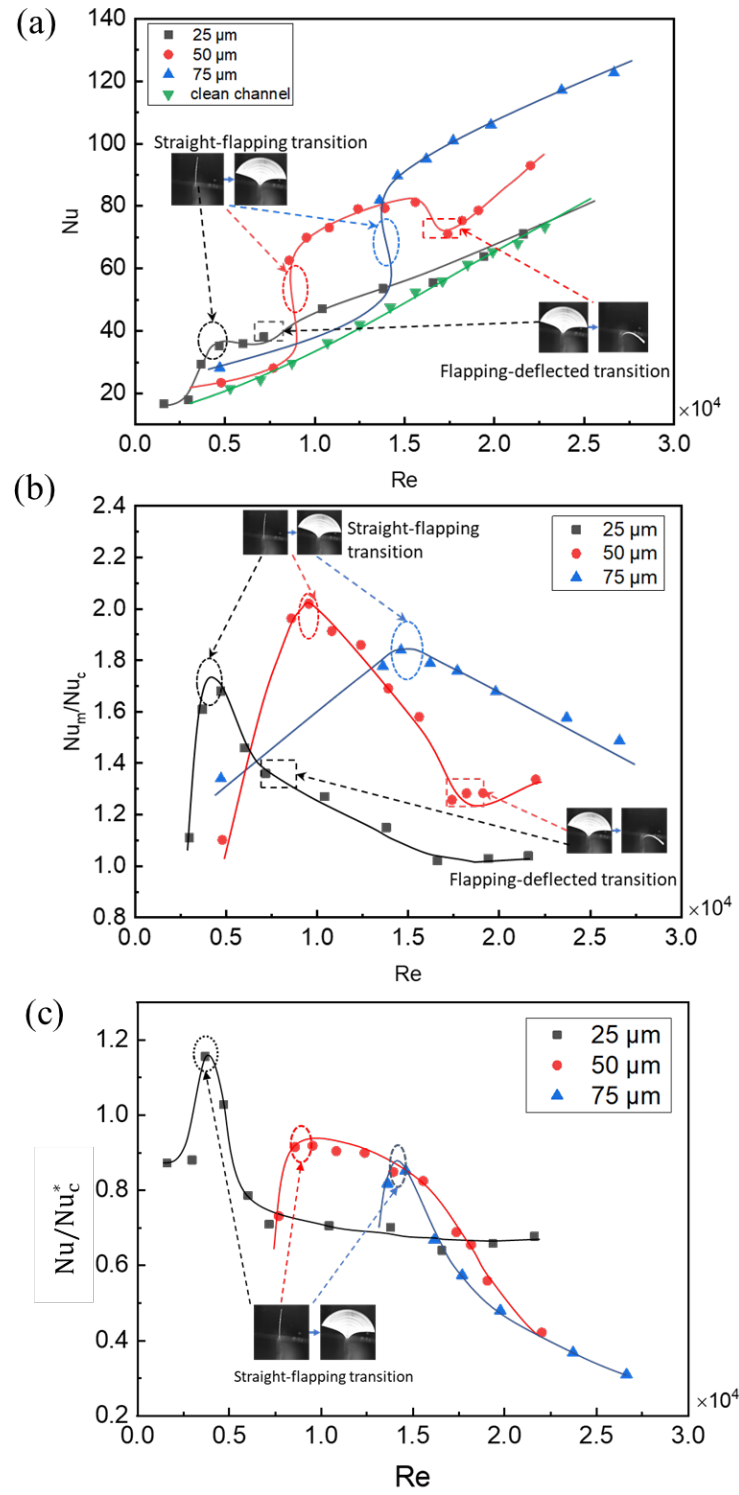 (a)
140
120
100
80
60
40
20
Nu
25 μm
50 μm
75 μm
clean channel
Straight-flapping transition
Flapping-deflected transition
0.0 0.5 1.0 1.5 2.0 2.5 3.0
×10⁴
Re
(b)
2.4
2.2
2.0
1.8
1.6
1.4
1.2
1.0
0.8
Nuₘ/Nu꜀
Straight-flapping
transition
25 μm
50 μm
75 μm
Flapping-deflected transition
0.0 0.5 1.0 1.5 2.0 2.5 3.0
×10⁴
Re
(c)
1.2
1.0
0.8
0.6
0.4
0.2
Nu/Nu_c^*
25 μm
50 μm
75 μm
Straight-flapping transition
0.0 0.5 1.0 1.5 2.0 2.5 3.0
×10⁴
Re